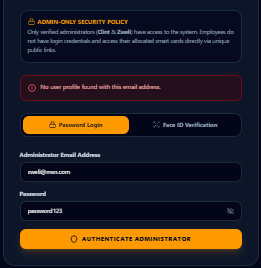 ADMIN-ONLY SECURITY POLICY
Only verified administrators (Clint & Zweli) have access to the system. Employees do
not have login credentials and access their allocated smart cards directly via unique
public links.
No user profile found with this email address.
Password Login
Face ID Verification
Administrator Email Address
zweli@msn.com
Password
password123
AUTHENTICATE ADMINISTRATOR